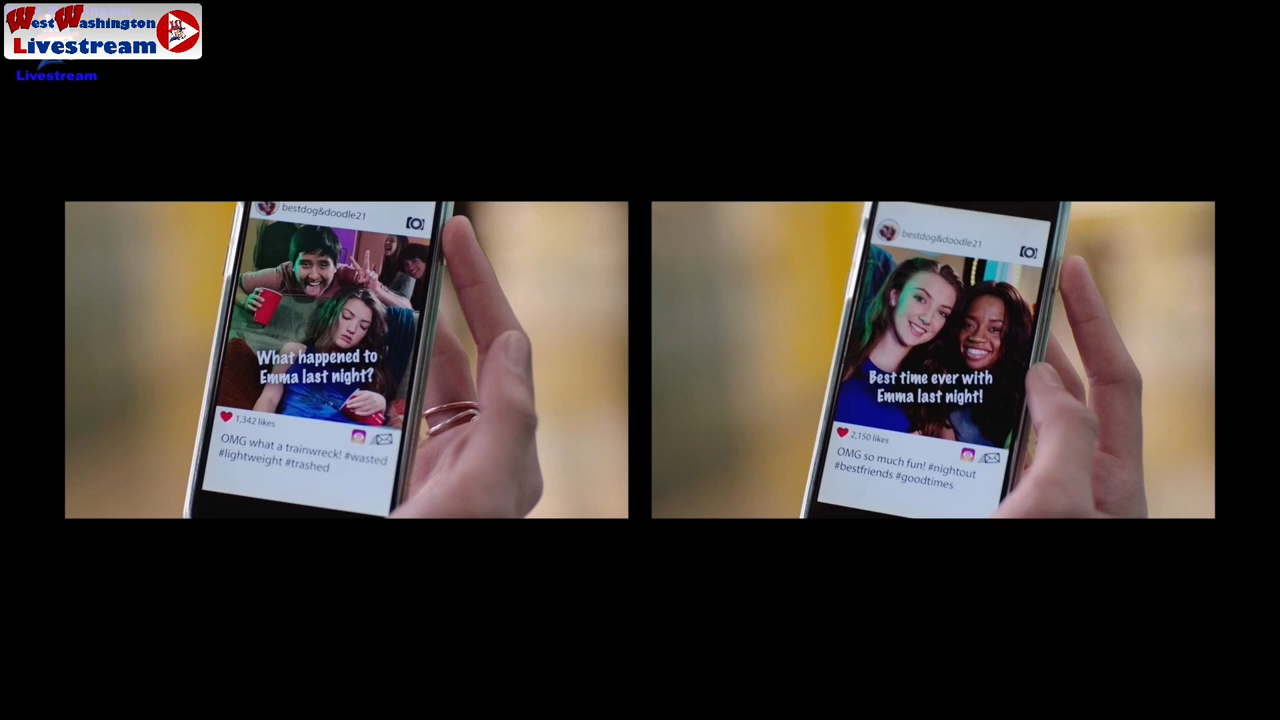 West Washington
Livestream
Livestream
bestdog&doodle21
What happened to
Emma last night?
1,342 likes
OMG what a trainwreck! #wasted
#lightweight #trashed
bestdog&doodle21
Best time ever with
Emma last night!
2,150 likes
OMG so much fun! #nightout
#bestfriends #goodtimes